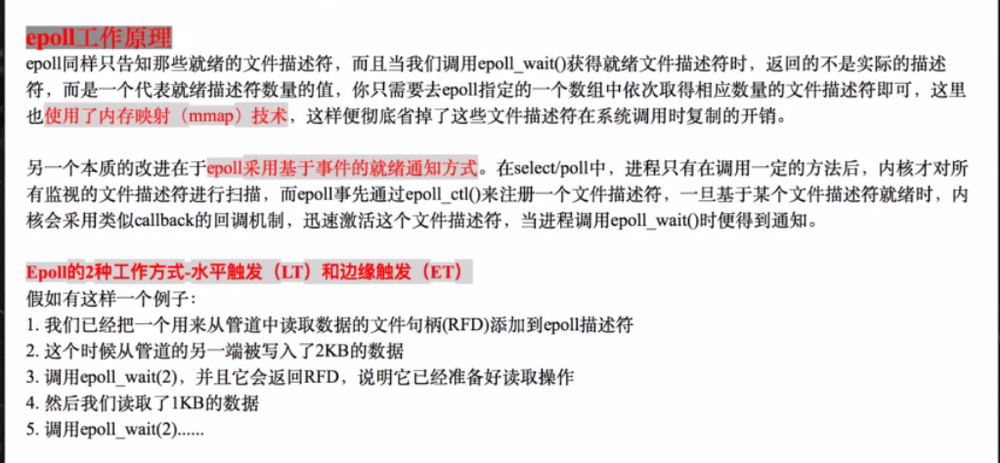 epoll工作原理
epoll同样只告知那些就绪的文件描述符，而且当我们调用epoll_wait()获得就绪文件描述符时，返回的不是实际的描述
符，而是一个代表就绪描述符数量的值，你只需要去epoll指定的一个数组中依次取得相应数量的文件描述符即可，这里
也使用了内存映射（mmap）技术，这样便彻底省掉了这些文件描述符在系统调用时复制的开销。
另一个本质的改进在于epoll采用基于事件的就绪通知方式。在select/poll中，进程只有在调用一定的方法后，内核才对所
有监视的文件描述符进行扫描，而epoll事先通过epoll_ctl()来注册一个文件描述符，一旦基于某个文件描述符就绪时，内
核会采用类似callback的回调机制，迅速激活这个文件描述符，当进程调用epoll_wait()时便得到通知。
Epoll的2种工作方式-水平触发（LT）和边缘触发（ET）
假如有这样一个例子：
1. 我们已经把一个用来从管道中读取数据的文件句柄(RFD)添加到epoll描述符
2. 这个时候从管道的另一端被写入了2KB的数据
3. 调用epoll_wait(2)，并且它会返回RFD，说明它已经准备好读取操作
4. 然后我们读取了1KB的数据
5. 调用epoll_wait(2)......